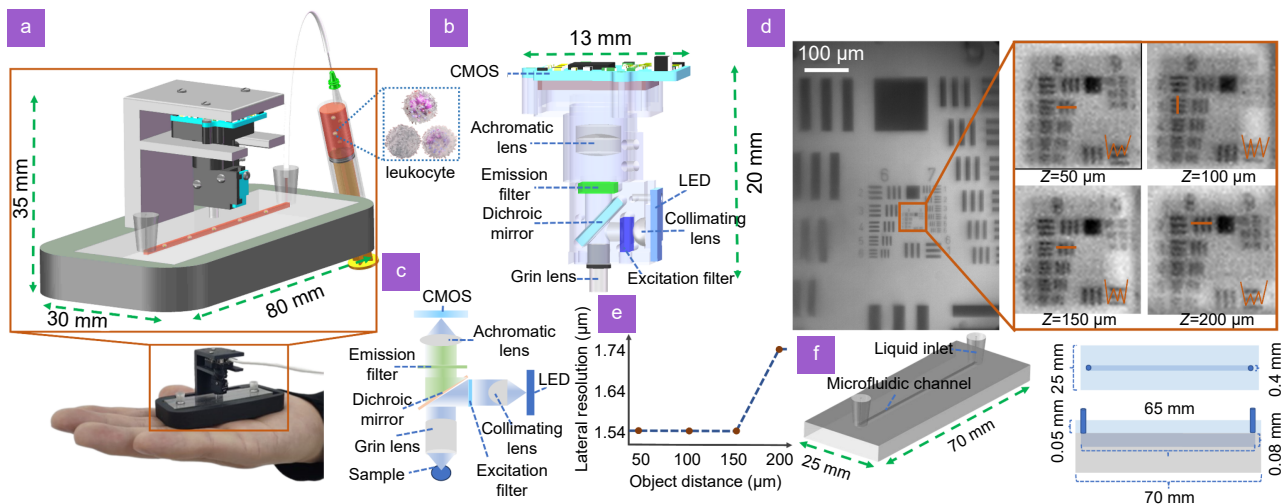 a
35 mm
30 mm
80 mm
leukocyte
b
13 mm
20 mm
CMOS
Achromatic
lens
Emission
filter
Dichroic
mirror
Grin lens
LED
Collimating
lens
Excitation filter
c
CMOS
Achromatic
lens
Emission
filter
Dichroic
mirror
Grin
lens
Sample
LED
Collimating
lens
Excitation
filter
d
100 µm
6
7
Z=50 µm
Z=100 µm
Z=150 µm
Z=200 µm
e
Lateral resolution (µm)
1.74
1.64
1.54
50
100
150
200
Object distance (µm)
f
Liquid inlet
Microfluidic channel
25 mm
70 mm
25 mm
0.4 mm
65 mm
0.05 mm
0.08 mm
70 mm